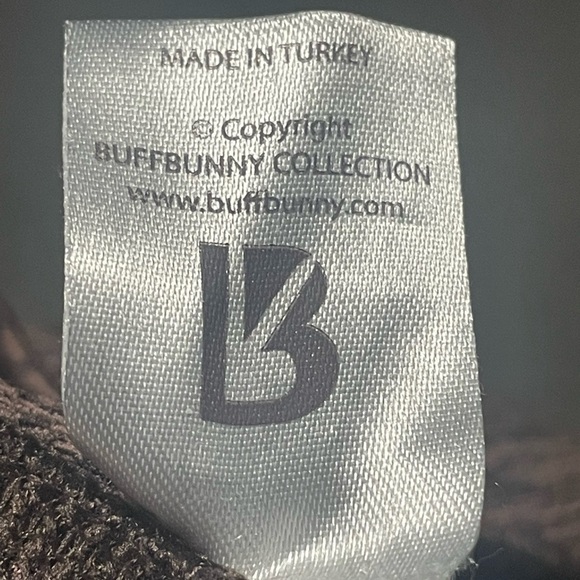 MADE IN TURKEY
© Copyright
BUFFBUNNY COLLECTION
www.buffbunny.com
B